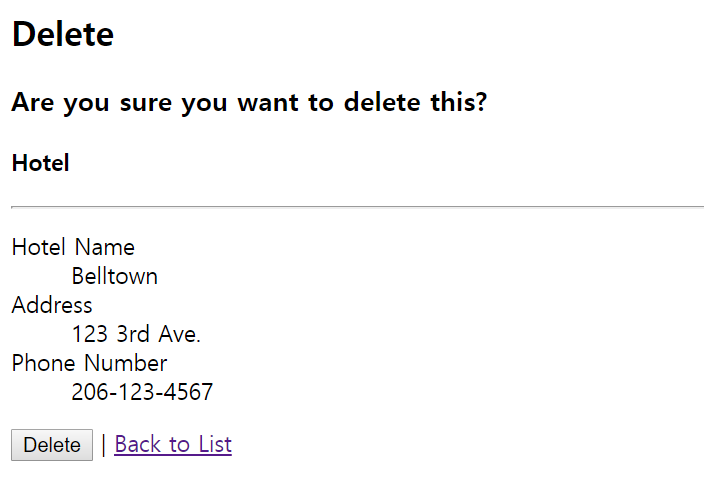 Delete
Are you sure you want to delete this?
Hotel
Hotel Name
Belltown
Address
123 3rd Ave.
Phone Number
206-123-4567
Delete | Back to List